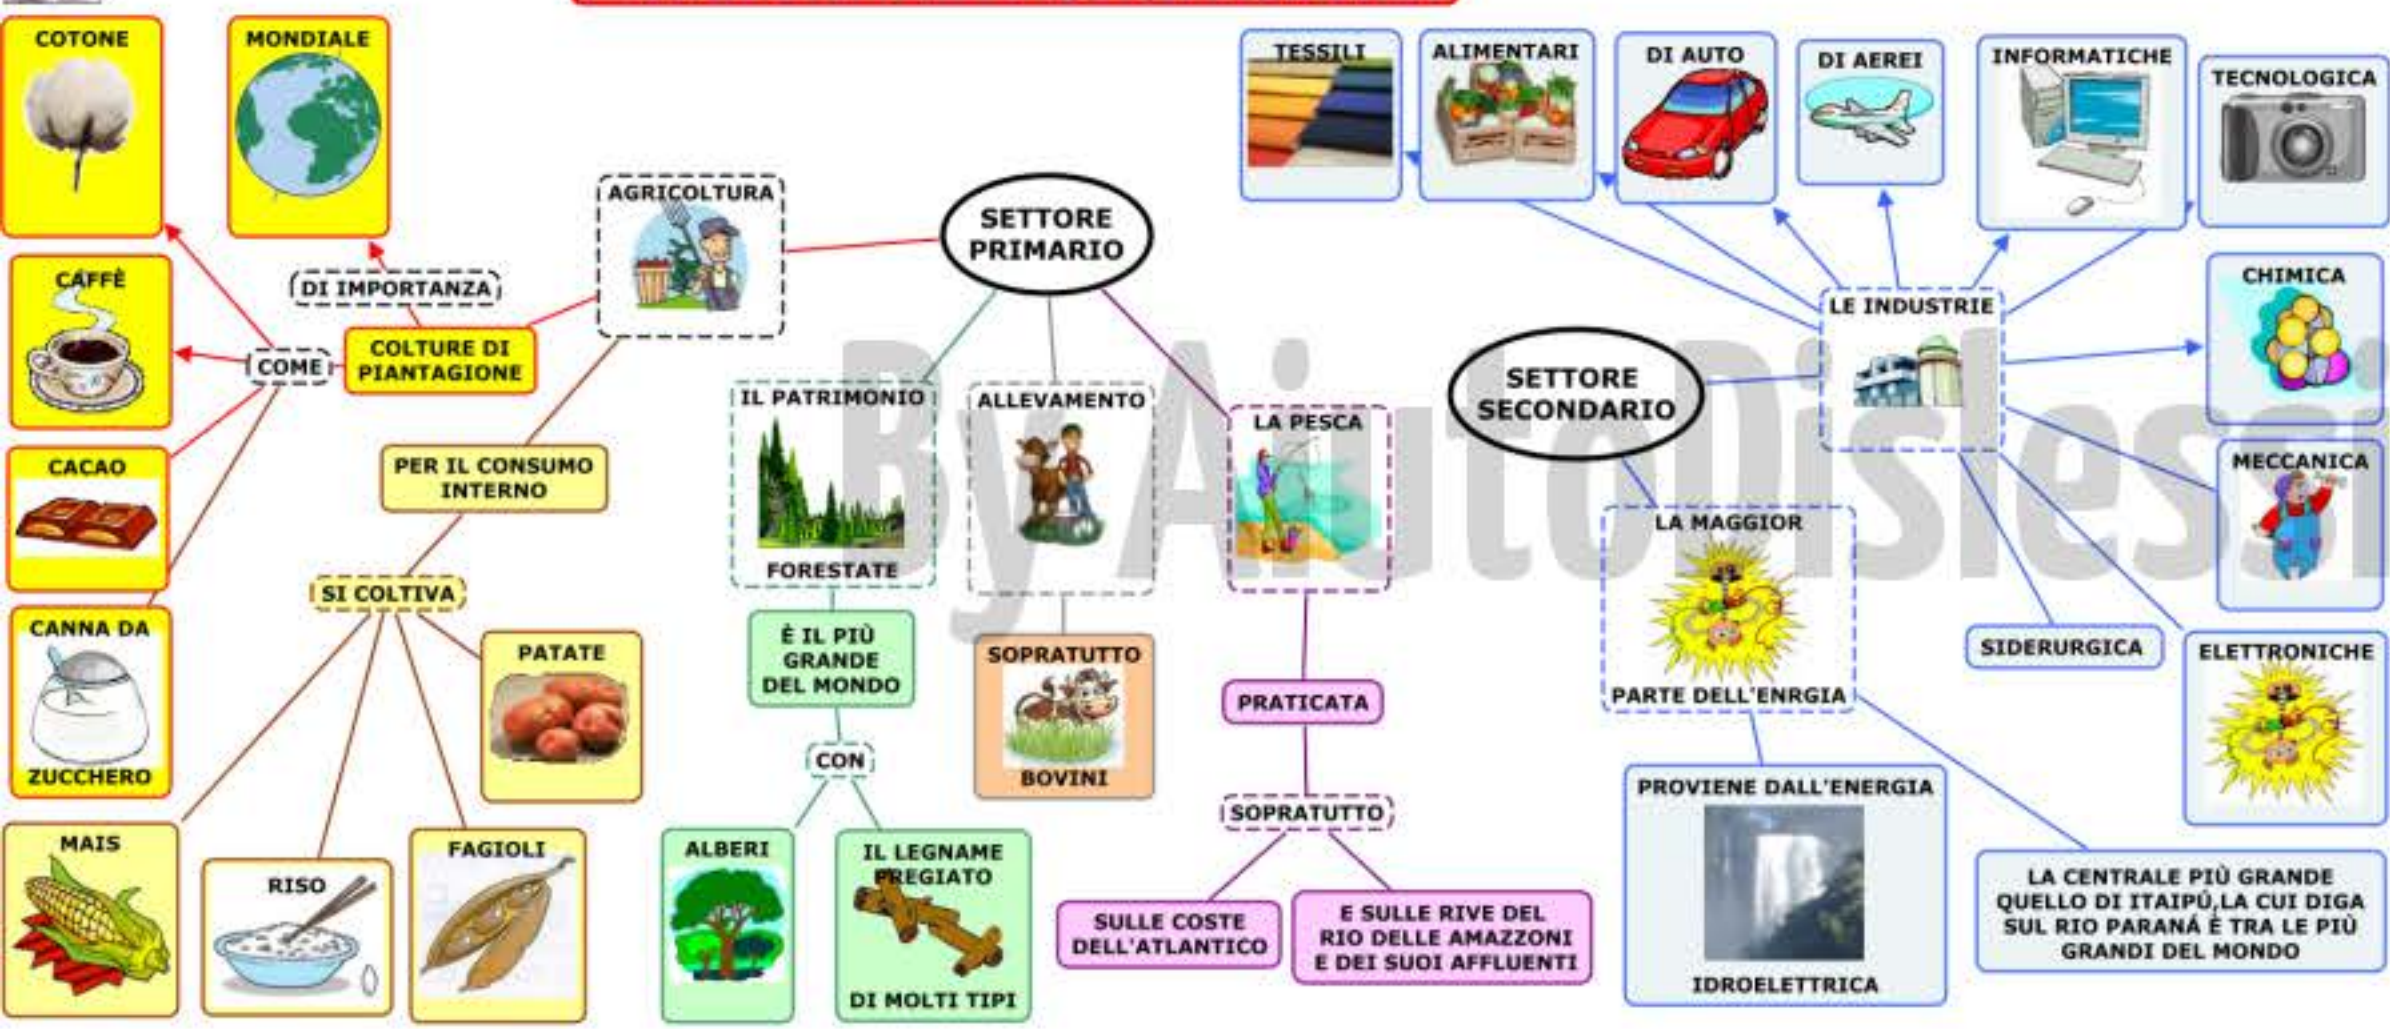 COTONE
MONDIALE
CAFFÈ
DI IMPORTANZA
COME
COLTURE DI
PIANTAGIONE
CACAO
CANNA DA
ZUCCHERO
AGRICOLTURA
SETTORE
PRIMARIO
PER IL CONSUMO
INTERNO
SI COLTIVA
PATATE
MAIS
RISO
FAGIOLI
IL PATRIMONIO
FORESTATE
È IL PIÙ
GRANDE
DEL MONDO
CON
ALBERI
IL LEGNAME
PREGIATO
DI MOLTI TIPI
ALLEVAMENTO
SOPRATUTTO
BOVINI
LA PESCA
PRATICATA
SOPRATUTTO
SULLE COSTE
DELL'ATLANTICO
E SULLE RIVE DEL
RIO DELLE AMAZZONI
E DEI SUOI AFFLUENTI
SETTORE
SECONDARIO
LE INDUSTRIE
TESSILI
ALIMENTARI
DI AUTO
DI AEREI
INFORMATICHE
TECNOLOGICA
CHIMICA
MECCANICA
ELETTRONICHE
SIDERURGICA
LA MAGGIOR
PARTE DELL'ENRGIA
PROVIENE DALL'ENERGIA
IDROELETTRICA
LA CENTRALE PIÙ GRANDE
QUELLO DI ITAIPÚ,LA CUI DIGA
SUL RIO PARANÁ È TRA LE PIÙ
GRANDI DEL MONDO
By AiutoDislessi